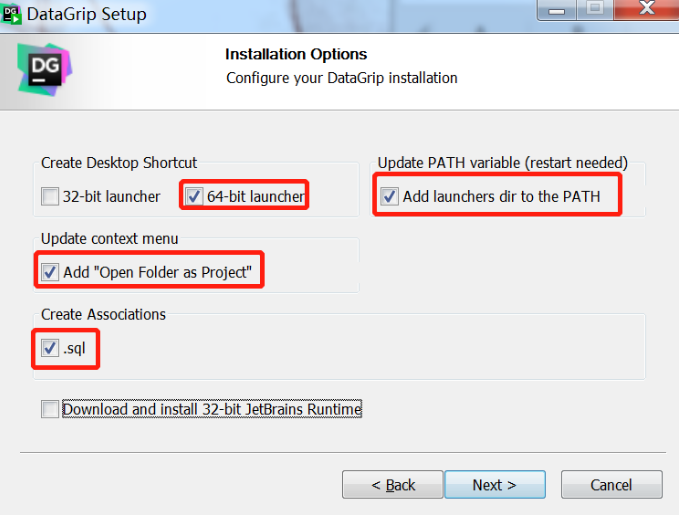 DG DataGrip Setup
DG
Installation Options
Configure your DataGrip installation
Create Desktop Shortcut
Update PATH variable (restart needed)
32-bit launcher
64-bit launcher
Add launchers dir to the PATH
Update context menu
Add "Open Folder as Project"
Create Associations
.sql
Download and install 32-bit JetBrains Runtime
< Back
Next >
Cancel